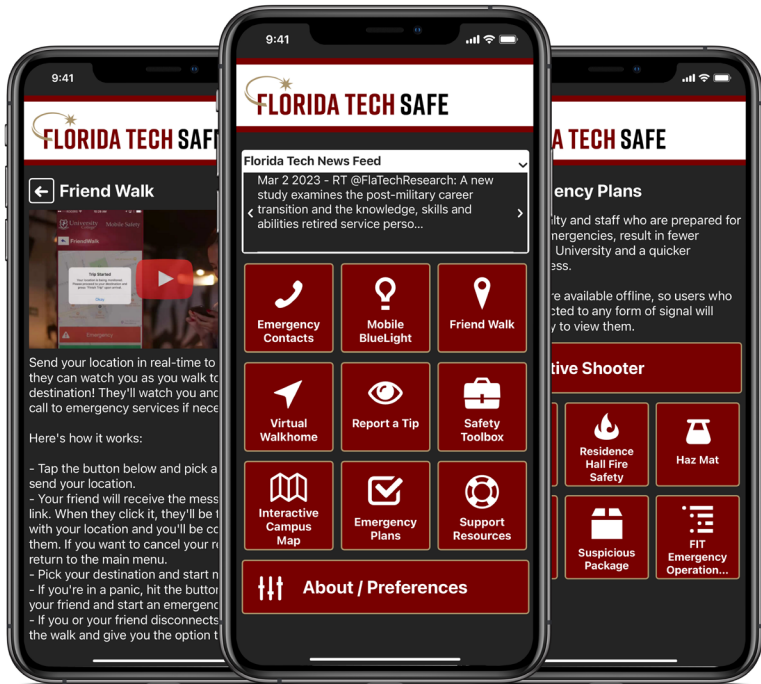 9:41
FLORIDA TECH SAF
Friend Walk
University
Mobile Safety
FriendWalk
Trip Started
Okay
Emergency
Send your location in real-time to
they can watch you as you walk to
destination! They'll watch you and
call to emergency services if nece
Here's how it works:
- Tap the button below and pick a
send your location.
- Your friend will receive the mess
link. When they click it, they'll be t
with your location and you'll be co
them. If you want to cancel your re
return to the main menu.
- Pick your destination and start m
- If you're in a panic, hit the button
your friend and start an emergenc
- If you or your friend disconnects
the walk and give you the option t
9:41
FLORIDA TECH SAFE
Florida Tech News Feed
Mar 2 2023 - RT @FlaTechResearch: A new
study examines the post-military career
transition and the knowledge, skills and
abilities retired service perso...
Emergency
Contacts
Mobile
BlueLight
Friend Walk
Virtual
Walkhome
Report a Tip
Safety
Toolbox
Interactive
Campus
Map
Emergency
Plans
Support
Resources
About / Preferences
A TECH SAFE
ency Plans
lty and staff who are prepared for
mergencies, result in fewer
University and a quicker
ess.
re available offline, so users who
cted to any form of signal will
y to view them.
tive Shooter
Residence
Hall Fire
Safety
Haz Mat
Suspicious
Package
FIT
Emergency
Operation...